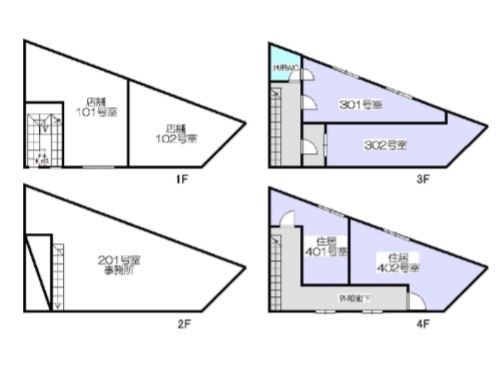 店舗
101号室
店舗
102号室
1F
共用WC
301号室
302号室
3F
201号室
事務所
2F
住居
401号室
住居
402号室
外部廊下
4F